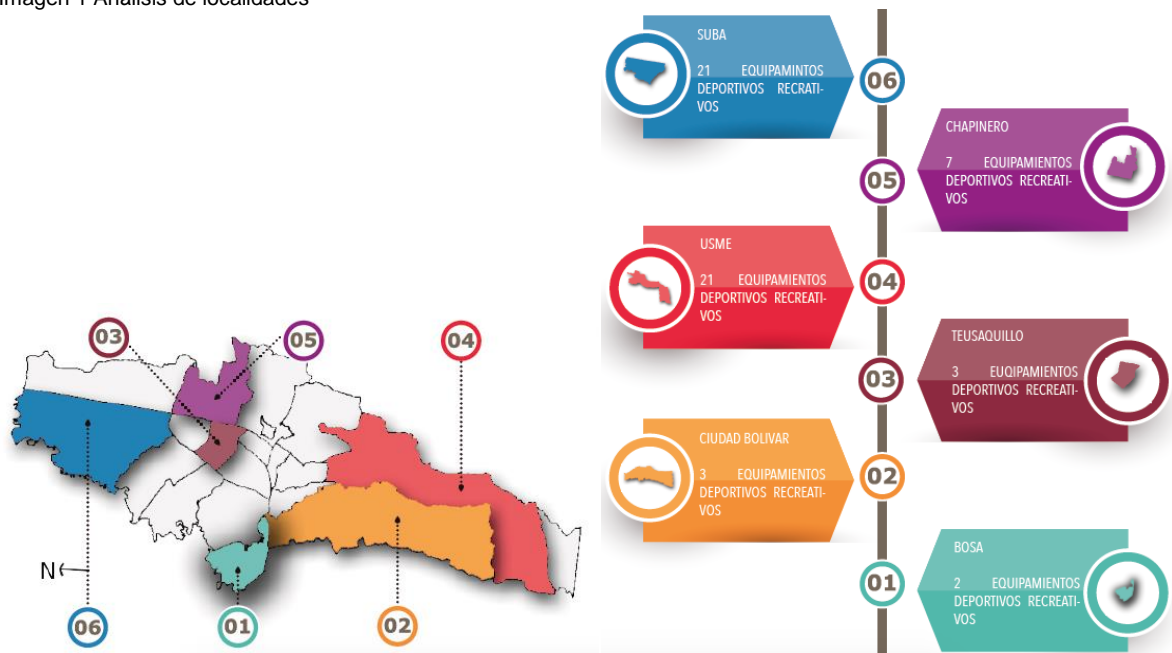 Imagen 1 Análisis de localidades
03
05
04
N
06
01
02
SUBA
21 EQUIPAMINTOS
DEPORTIVOS RECRATI-
VOS
06
CHAPINERO
7 EQUIPAMIENTOS
DEPORTIVOS RECREATI-
VOS
05
USME
21 EQUIPAMIENTOS
DEPORTIVOS RECREATI-
VOS
04
TEUSAQUILLO
3 EUQIPAMIENTOS
DEPORTIVOS RECREATI-
VOS
03
CIUDAD BOLIVAR
3 EQUIPAMIENTOS
DEPORTIVOS RECREATI-
VOS
02
BOSA
2 EQUIPAMIENTOS
DEPORTIVOS RECREATI-
VOS
01